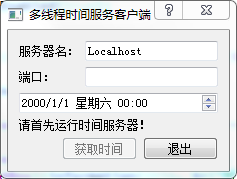 多线程时间服务客户端
服务器名： Localhost
端口：
2000/1/1 星期六 00:00
请首先运行时间服务器！
获取时间 退出